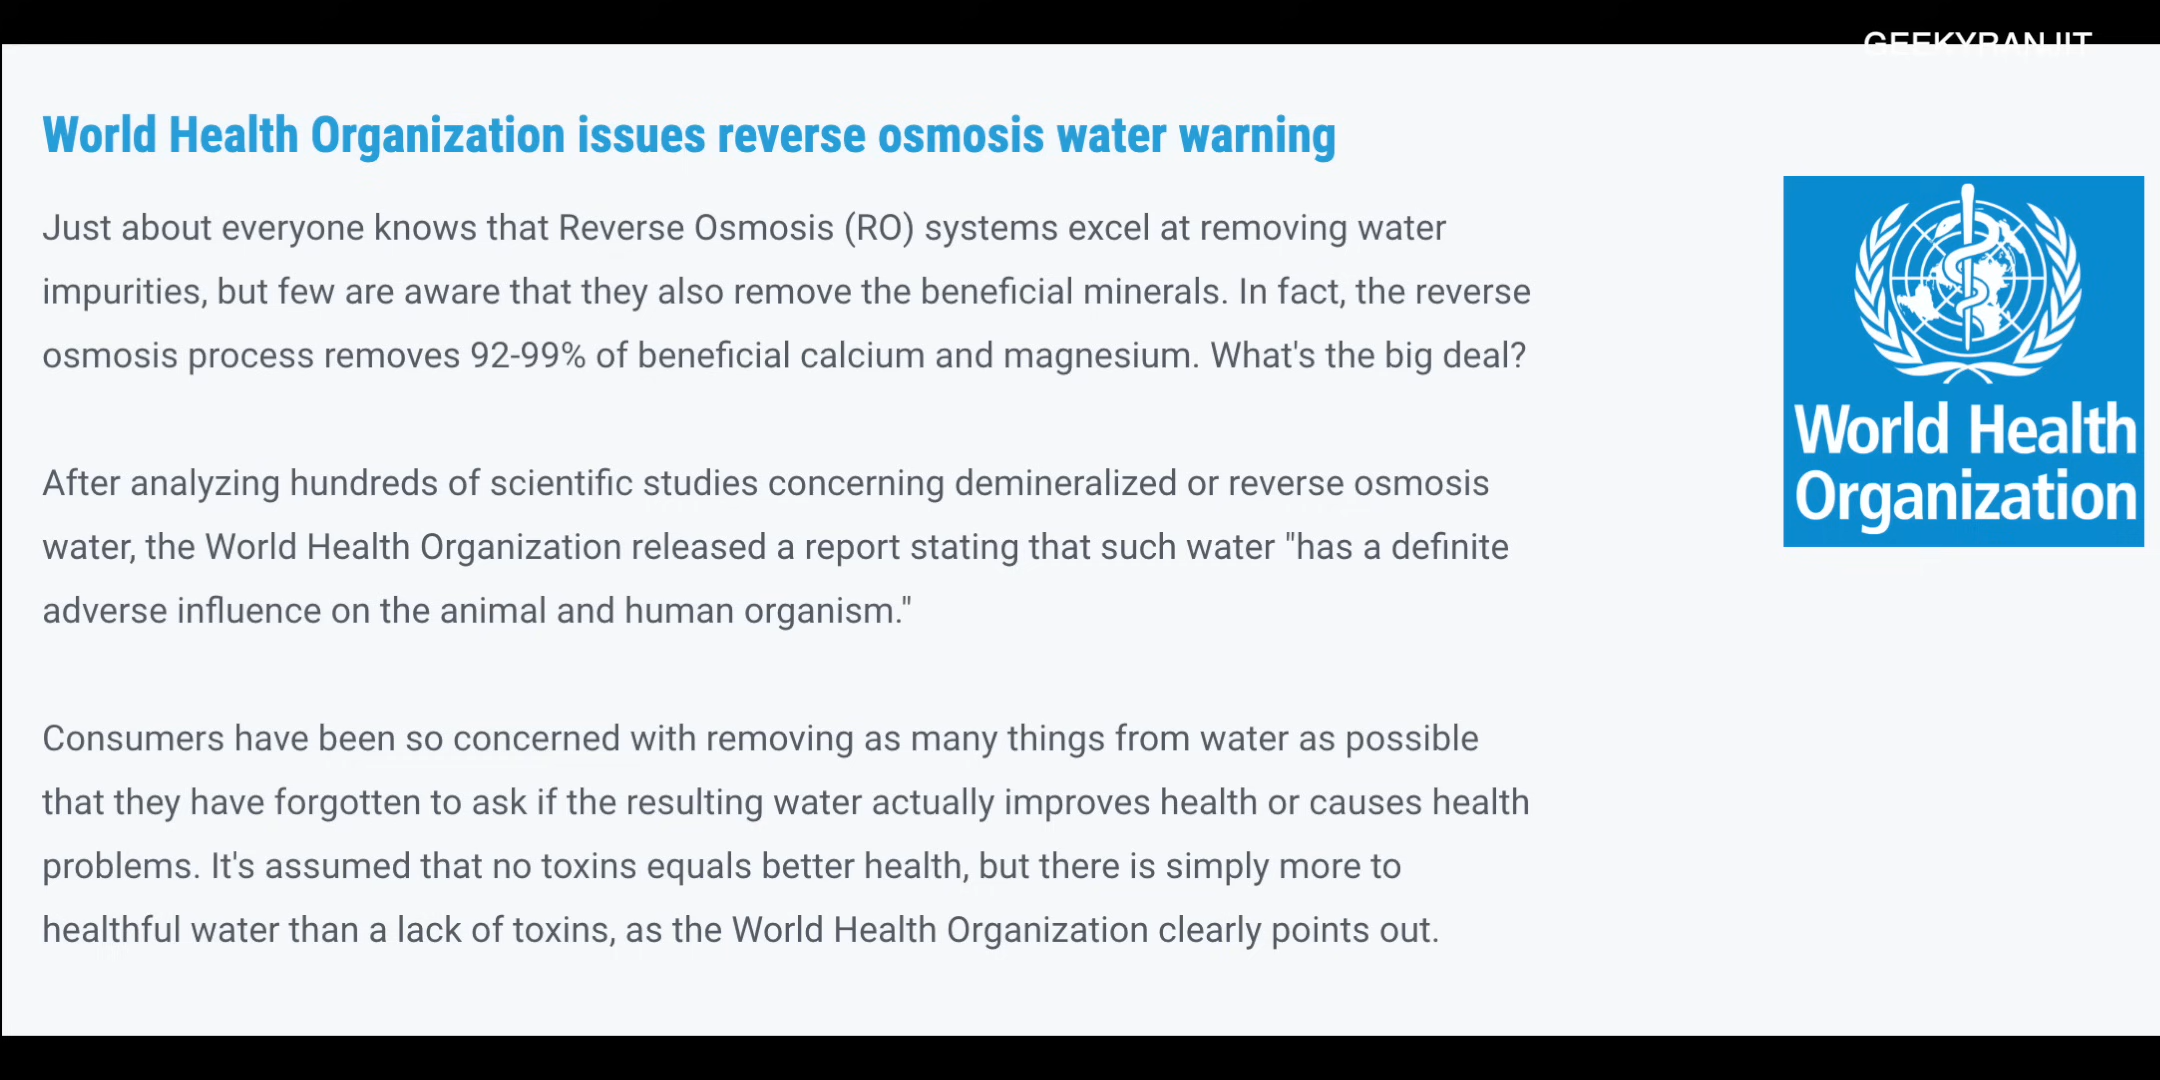 GEEKYRANJIT
World Health Organization issues reverse osmosis water warning
Just about everyone knows that Reverse Osmosis (RO) systems excel at removing water
impurities, but few are aware that they also remove the beneficial minerals. In fact, the reverse
osmosis process removes 92-99% of beneficial calcium and magnesium. What's the big deal?
After analyzing hundreds of scientific studies concerning demineralized or reverse osmosis
water, the World Health Organization released a report stating that such water "has a definite
adverse influence on the animal and human organism."
Consumers have been so concerned with removing as many things from water as possible
that they have forgotten to ask if the resulting water actually improves health or causes health
problems. It's assumed that no toxins equals better health, but there is simply more to
healthful water than a lack of toxins, as the World Health Organization clearly points out.
World Health
Organization